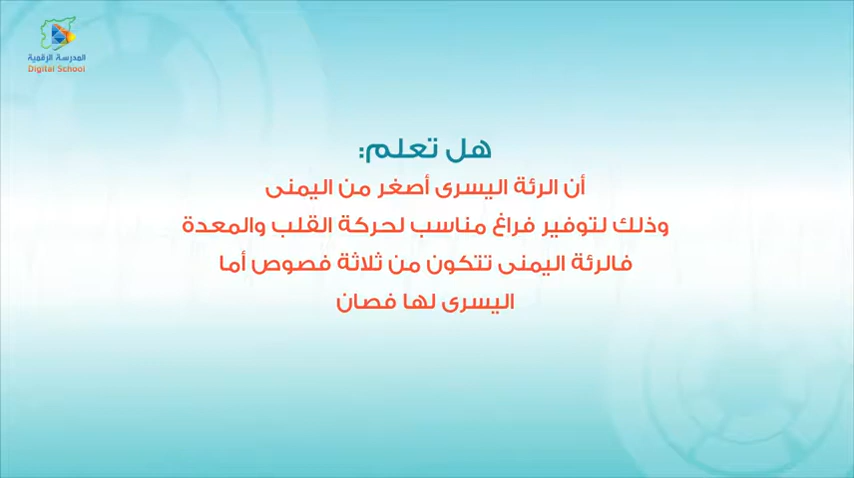 المدرسة الرقمية
Digital School
هل تعلم:
أن الرئة اليسرى أصغر من اليمنى
وذلك لتوفير فراغ مناسب لحركة القلب والمعدة
فالرئة اليمنى تتكون من ثلاثة فصوص أما
اليسرى لها فصان